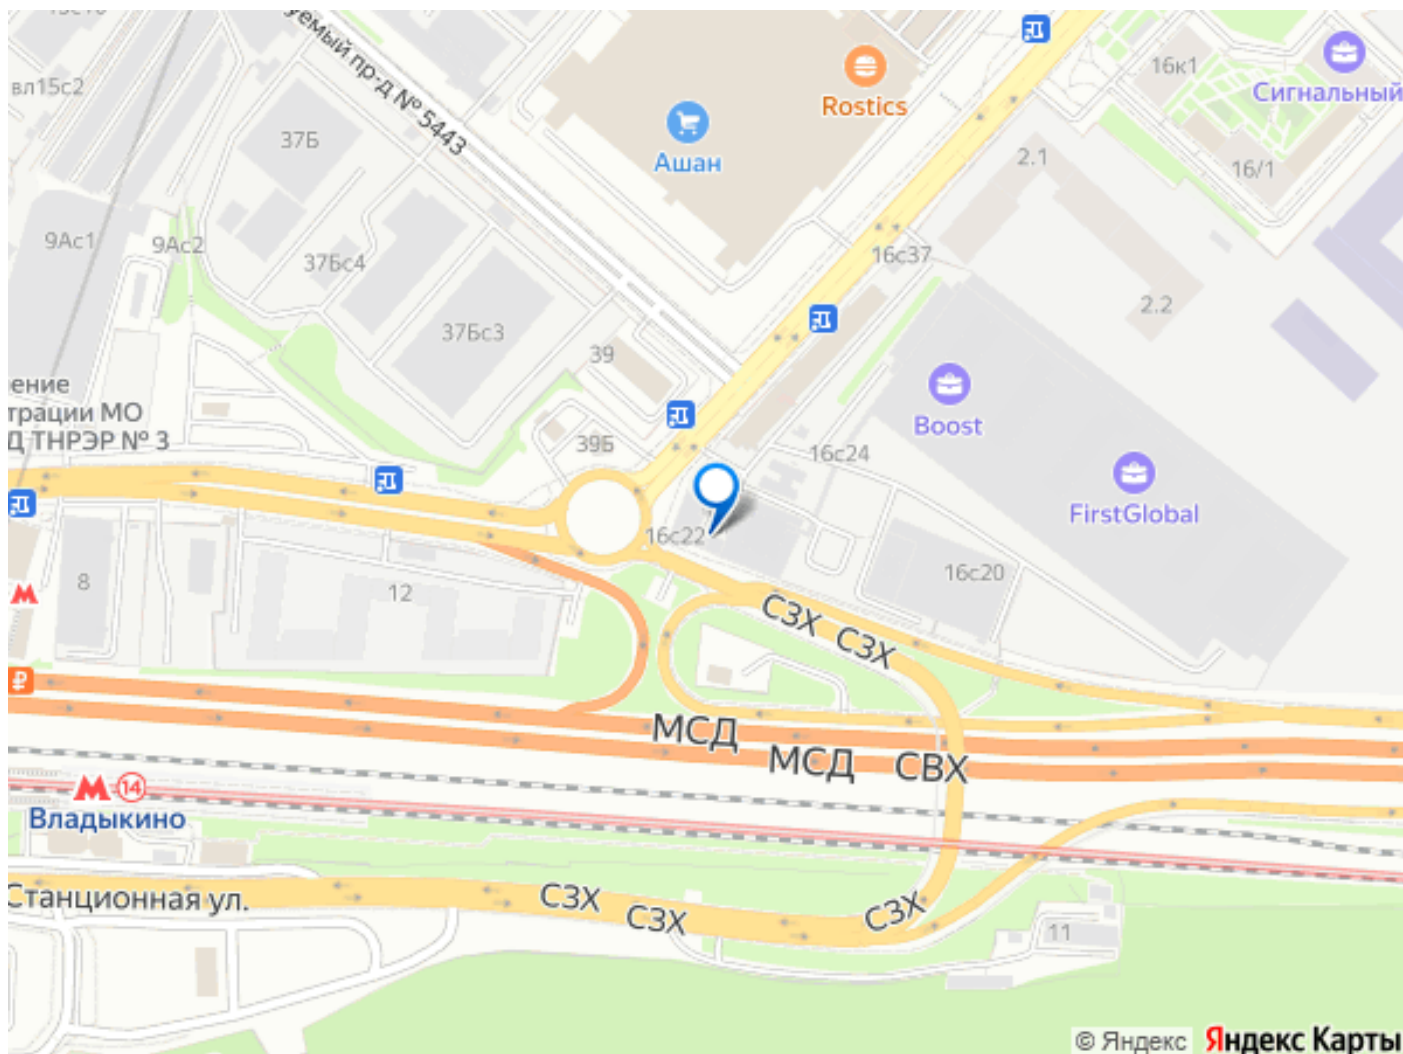 вл15с2
уемый пр-д № 5443
37Б
Rostics
Ашан
16к1
Сигнальный
2.1
16/1
9Ас1
9Ас2
37Бс4
16с37
2.2
37Бс3
39
ение
трации МО
Д ТНРЭР № 3
Boost
39Б
16с24
FirstGlobal
16с22
16с20
8
12
СЗХ
СЗХ
МСД
МСД
СВХ
14
Владыкино
Станционная ул.
СЗХ
СЗХ
СЗХ
11
© Яндекс
Яндекс Карты